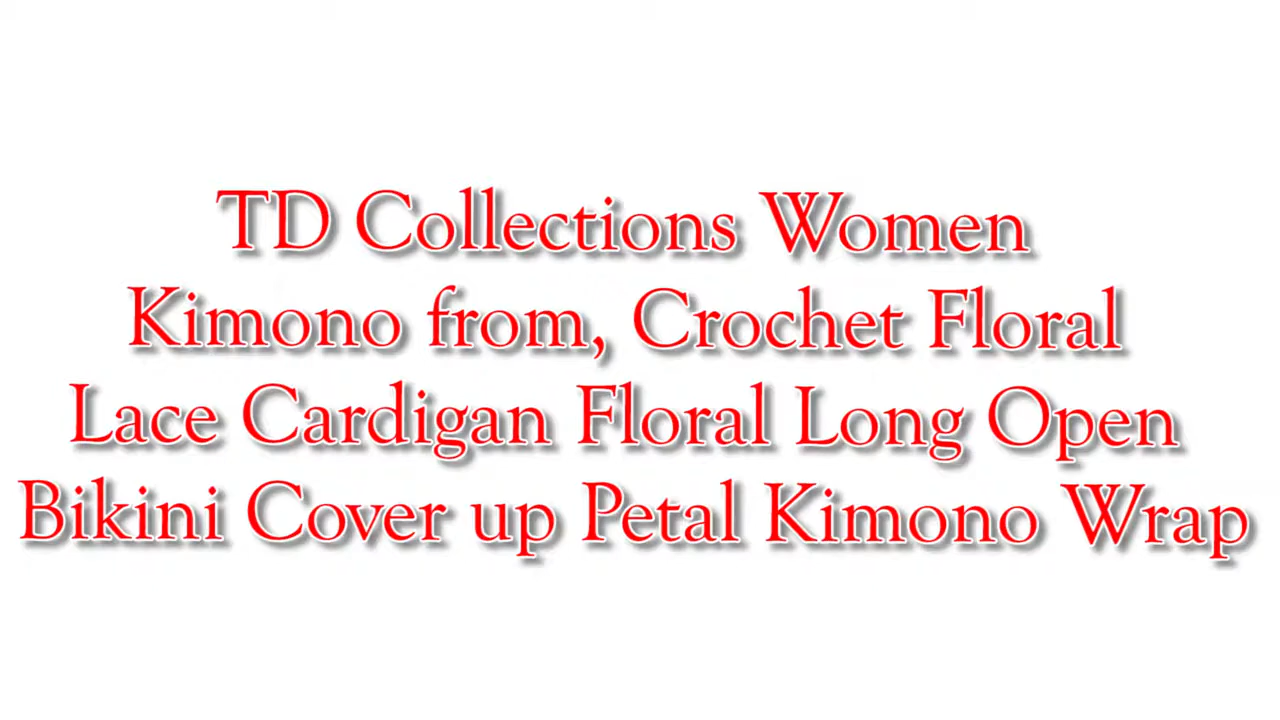 TD Collections Women
Kimono from, Crochet Floral
Lace Cardigan Floral Long Open
Bikini Cover up Petal Kimono Wrap